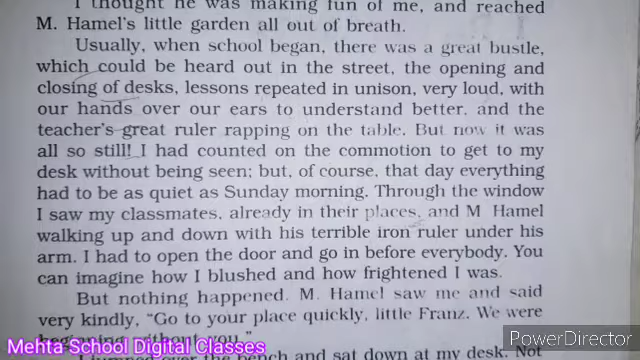 I thought he was making fun of me, and reached
M. Hamel's little garden all out of breath.
Usually, when school began, there was a great bustle,
which could be heard out in the street, the opening and
closing of desks, lessons repeated in unison, very loud, with
our hands over our ears to understand better, and the
teacher's great ruler rapping on the table. But now it was
all so still! I had counted on the commotion to get to my
desk without being seen; but, of course, that day everything
had to be as quiet as Sunday morning. Through the window
I saw my classmates, already in their places, and M Hamel
walking up and down with his terrible iron ruler under his
arm. I had to open the door and go in before everybody. You
can imagine how I blushed and how frightened I was.
But nothing happened. M. Hamel saw me and said
very kindly, “Go to your place quickly, little Franz. We were
beginning without you.”
Mehta School Digital Classes
I jumped over the bench and sat down at my desk. Not
PowerDirector